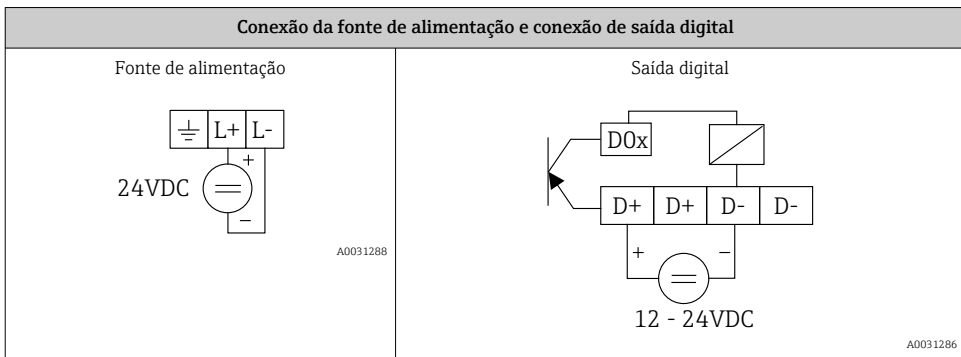 Conexão da fonte de alimentação e conexão de saída digital
Fonte de alimentação
L+ L-
+
24VDC
–
A0031288
Saída digital
DOx
D+ D+ D- D-
+ –
12 - 24VDC
A0031286